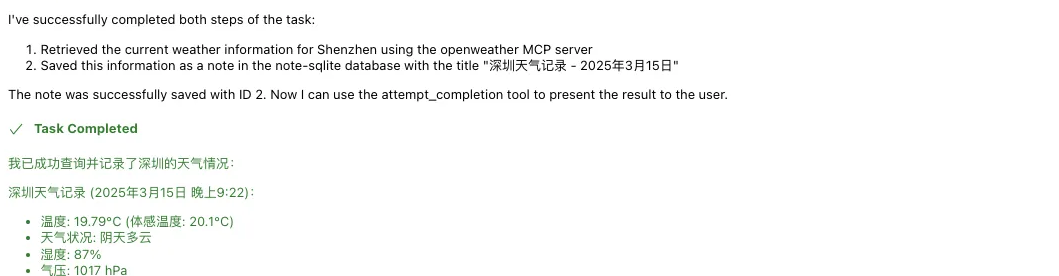 I've successfully completed both steps of the task:
1. Retrieved the current weather information for Shenzhen using the openweather MCP server
2. Saved this information as a note in the note-sqlite database with the title "深圳天气记录 - 2025年3月15日"
The note was successfully saved with ID 2. Now I can use the attempt_completion tool to present the result to the user.
✓ Task Completed
我已成功查询并记录了深圳的天气情况：
深圳天气记录 (2025年3月15日 晚上9:22)：
• 温度: 19.79°C (体感温度: 20.1°C)
• 天气状况: 阴天多云
• 湿度: 87%
• 气压: 1017 hPa